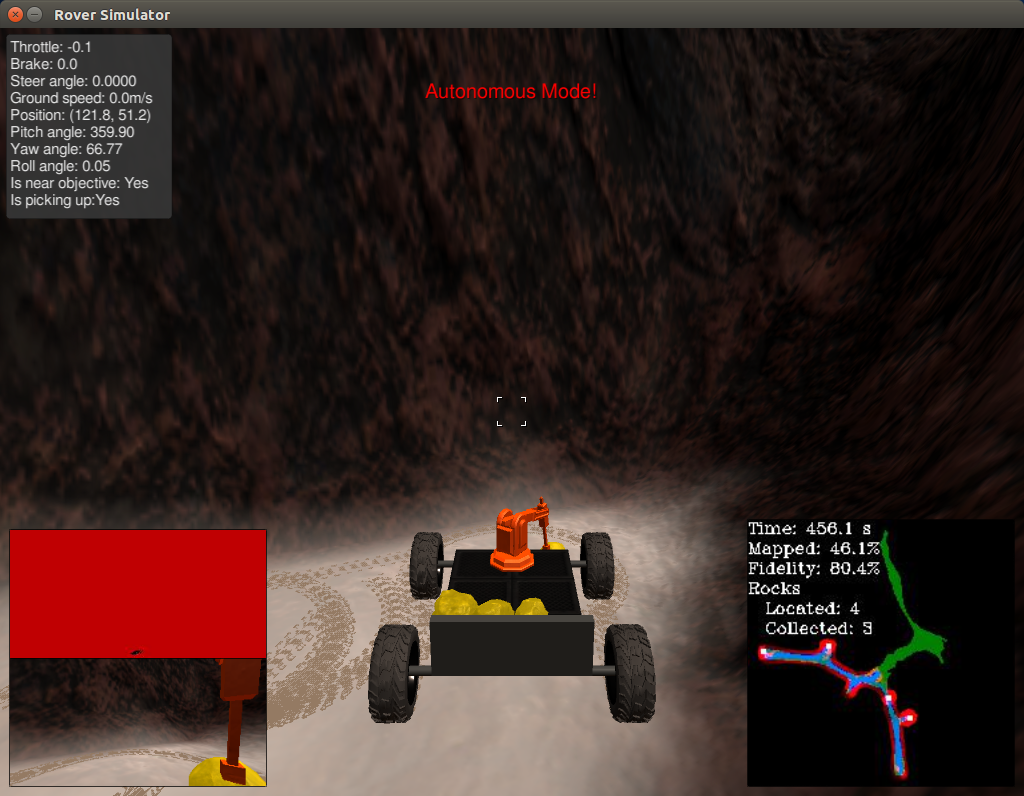 Rover Simulator
Throttle: -0.1
Brake: 0.0
Steer angle: 0.0000
Ground speed: 0.0m/s
Position: (121.8, 51.2)
Pitch angle: 359.90
Yaw angle: 66.77
Roll angle: 0.05
Is near objective: Yes
Is picking up:Yes
Autonomous Mode!
Time: 456.1 s
Mapped: 46.1%
Fidelity: 80.4%
Rocks
Located: 4
Collected: 3